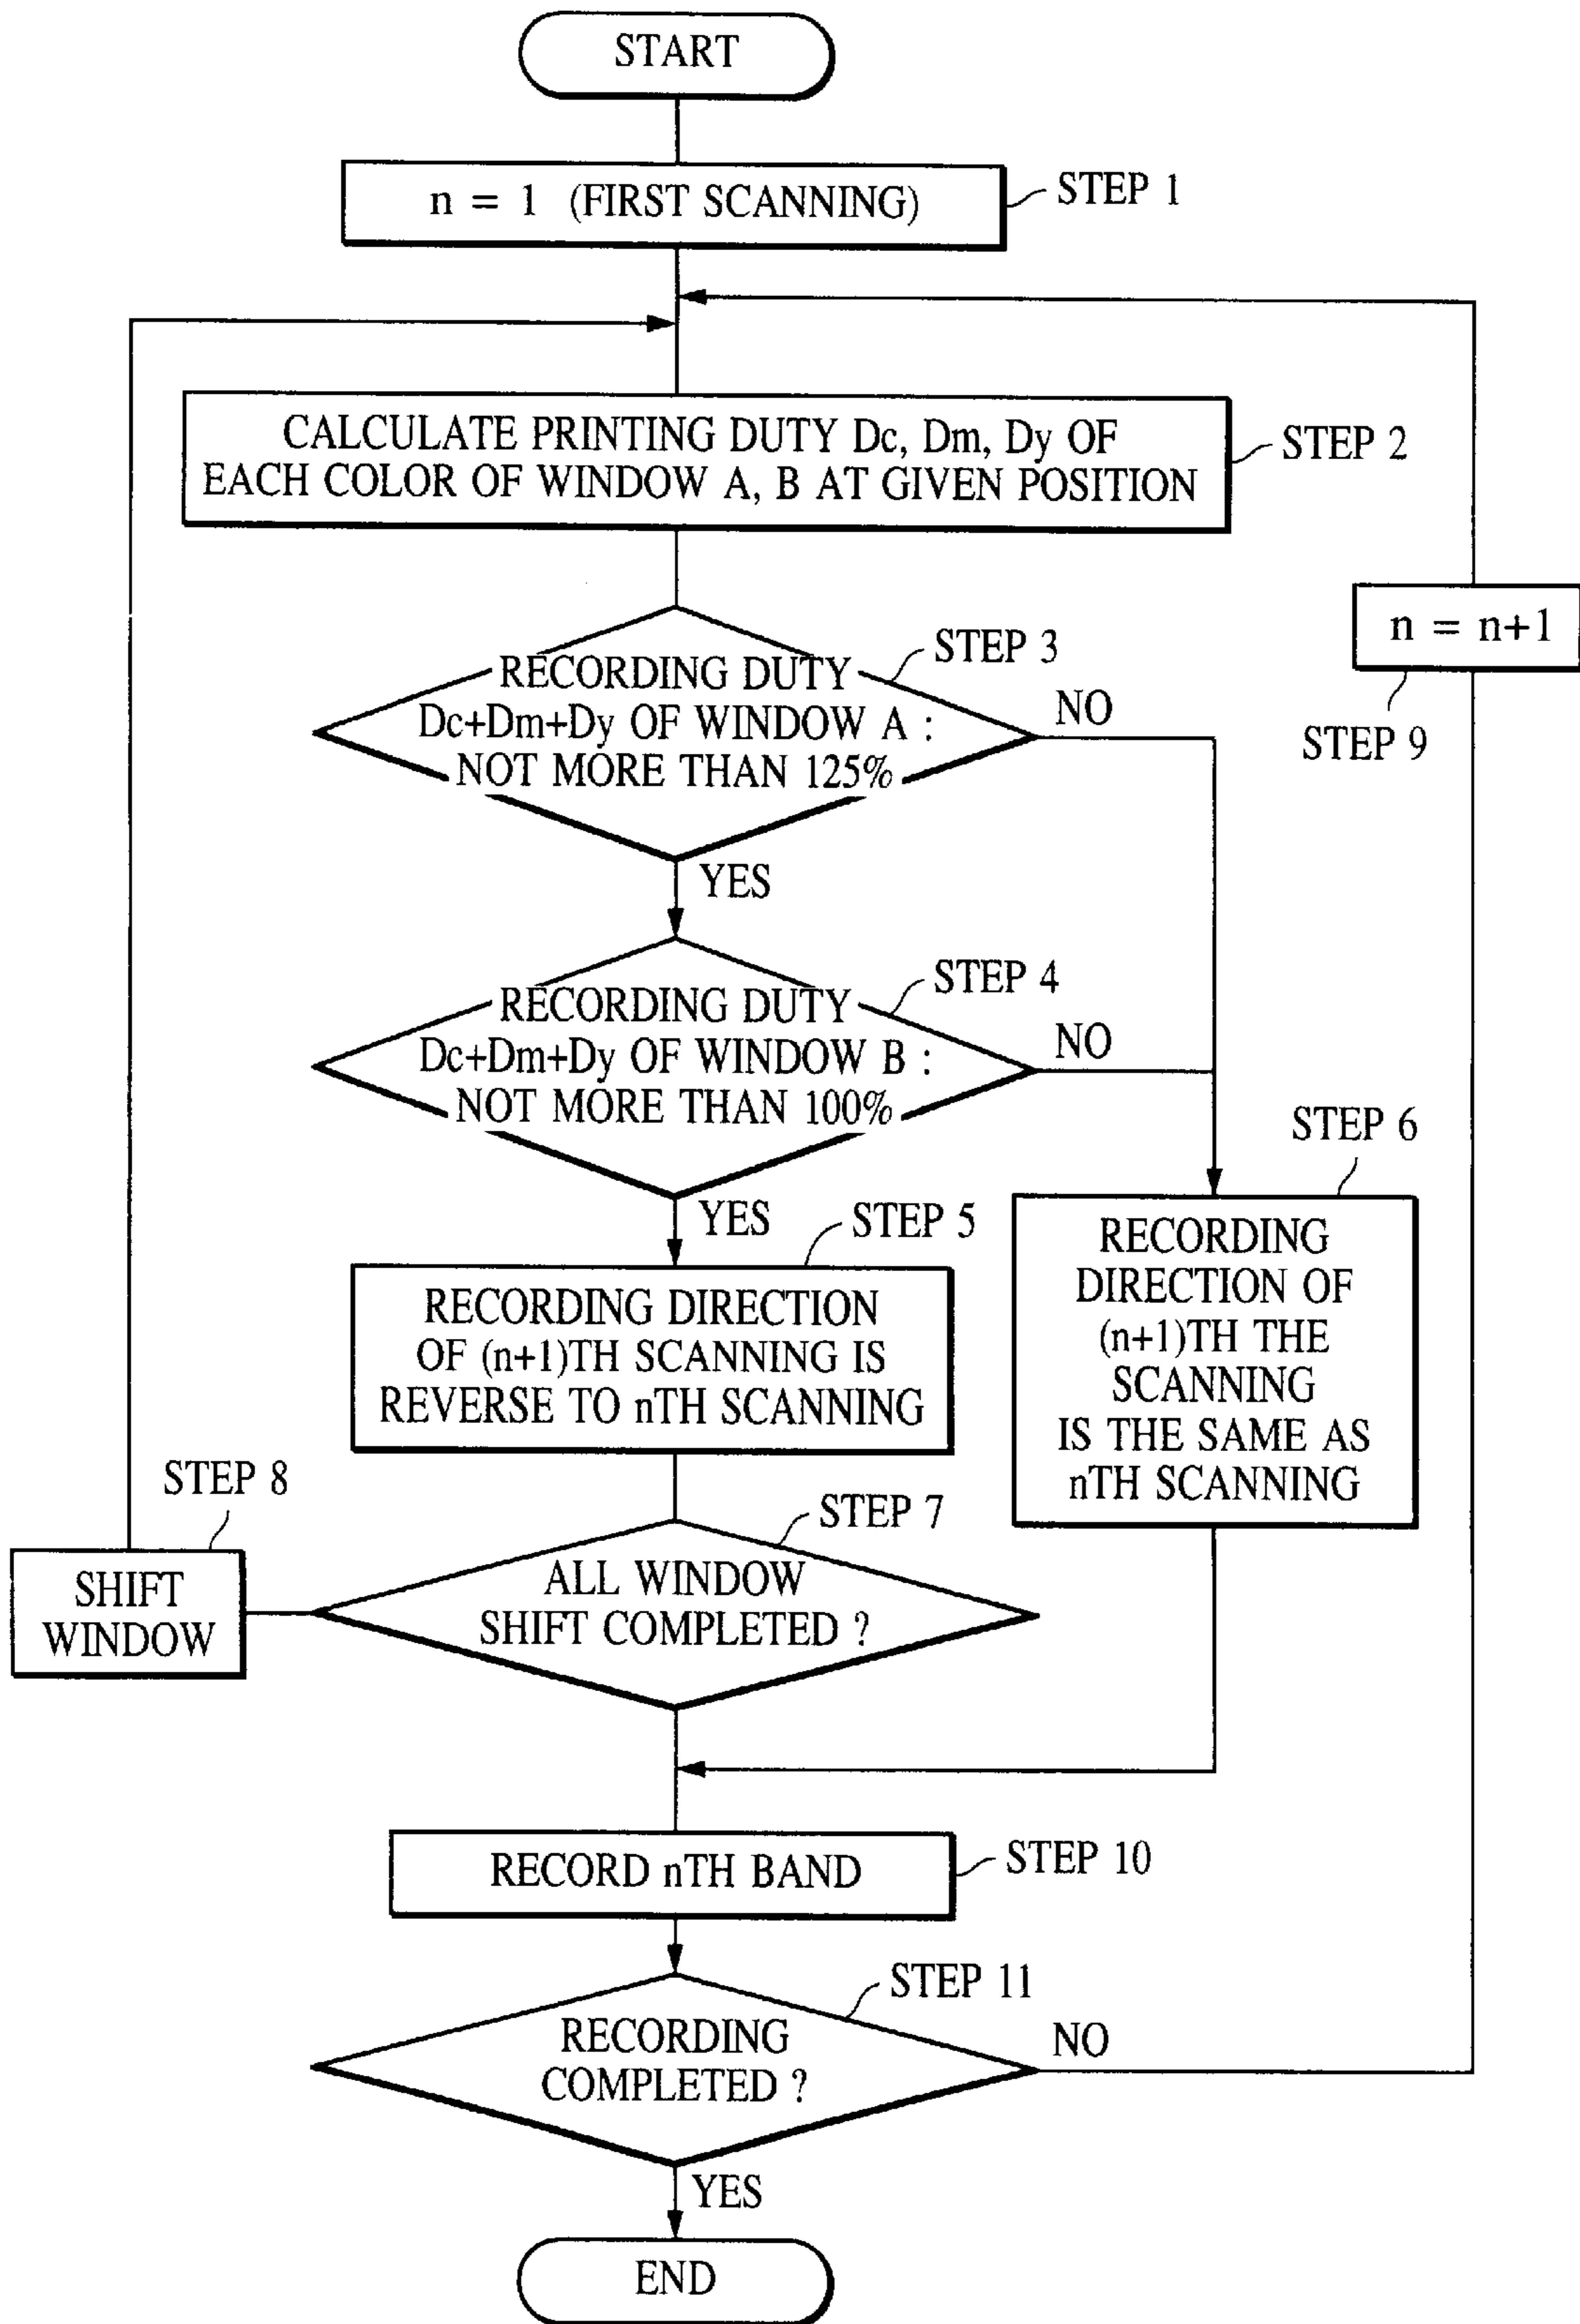 START
n = 1 (FIRST SCANNING)
STEP 1
CALCULATE PRINTING DUTY Dc, Dm, Dy OF
EACH COLOR OF WINDOW A, B AT GIVEN POSITION
STEP 2
n = n+1
STEP 9
STEP 3
RECORDING DUTY
Dc+Dm+Dy OF WINDOW A :
NOT MORE THAN 125%
NO
YES
STEP 4
RECORDING DUTY
Dc+Dm+Dy OF WINDOW B :
NOT MORE THAN 100%
NO
YES
STEP 5
RECORDING DIRECTION
OF (n+1)TH SCANNING IS
REVERSE TO nTH SCANNING
STEP 6
RECORDING
DIRECTION OF
(n+1)TH THE
SCANNING
IS THE SAME AS
nTH SCANNING
STEP 7
ALL WINDOW
SHIFT COMPLETED ?
STEP 8
SHIFT
WINDOW
RECORD nTH BAND
STEP 10
STEP 11
RECORDING
COMPLETED ?
NO
YES
END